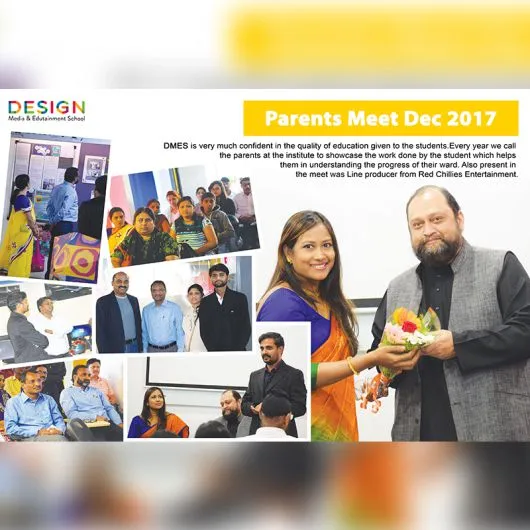 DESIGN
Media & Edutainment School
Parents Meet Dec 2017
DMES is very much confident in the quality of education given to the students.Every year we call
the parents at the institute to showcase the work done by the student which helps
them in understanding the progress of their ward. Also present in
the meet was Line producer from Red Chillies Entertainment.